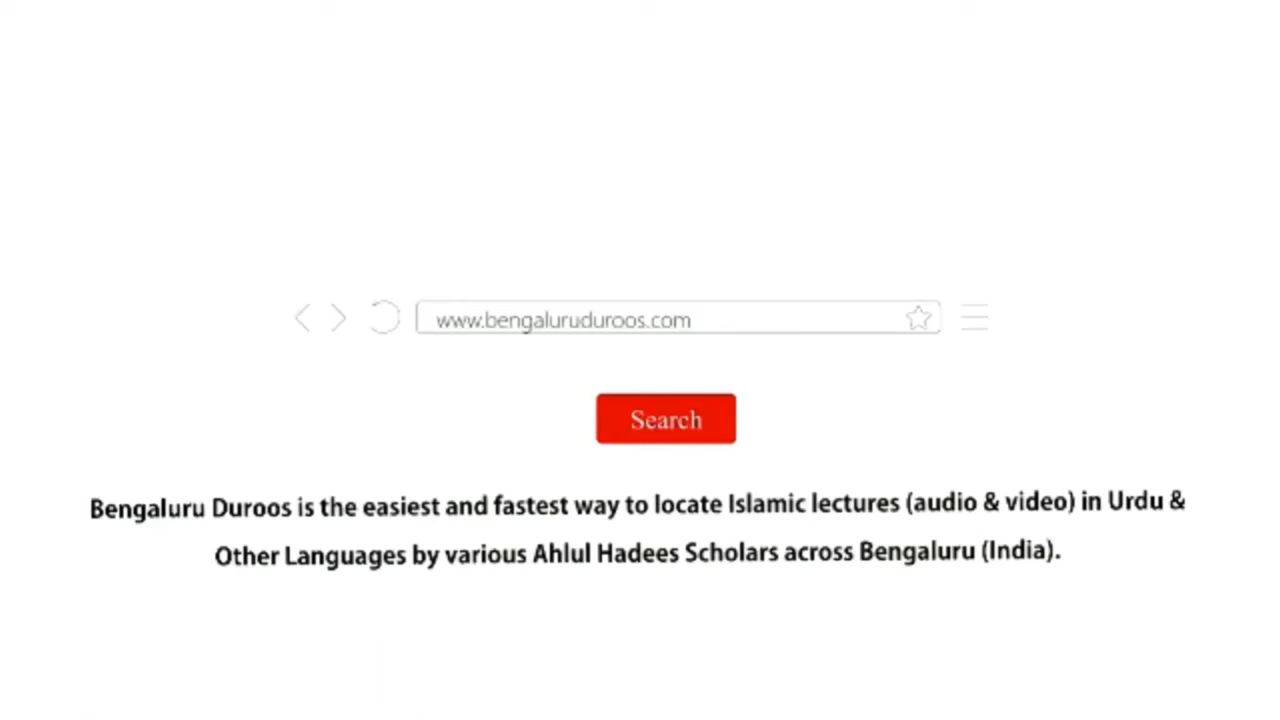 www.bengaluruduroos.com
Search
Bengaluru Duroos is the easiest and fastest way to locate Islamic lectures (audio & video) in Urdu &
Other Languages by various Ahlul Hadees Scholars across Bengaluru (India).